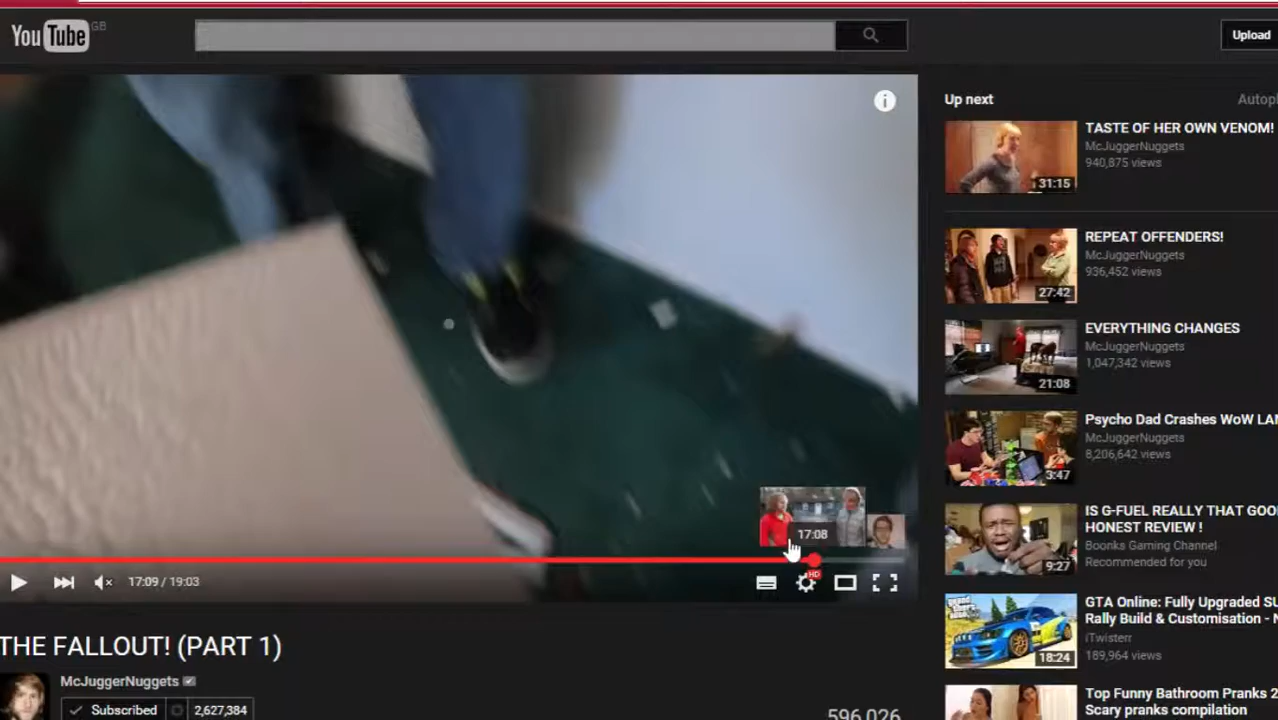 YouTube GB
Upload
Up next
Autopl
TASTE OF HER OWN VENOM!
McJuggerNuggets
940,875 views
31:15
REPEAT OFFENDERS!
McJuggerNuggets
936,452 views
27:42
EVERYTHING CHANGES
McJuggerNuggets
1,047,342 views
21:08
Psycho Dad Crashes WoW LAN
McJuggerNuggets
8,206,642 views
3:47
IS G-FUEL REALLY THAT GOO
HONEST REVIEW !
Boonks Gaming Channel
Recommended for you
9:27
GTA Online: Fully Upgraded SU
Rally Build & Customisation - N
iTwisterr
189,964 views
18:24
Top Funny Bathroom Pranks 2
Scary pranks compilation
17:08
17:09 / 19:03
HD
THE FALLOUT! (PART 1)
McJuggerNuggets
Subscribed
2,627,384
596,026